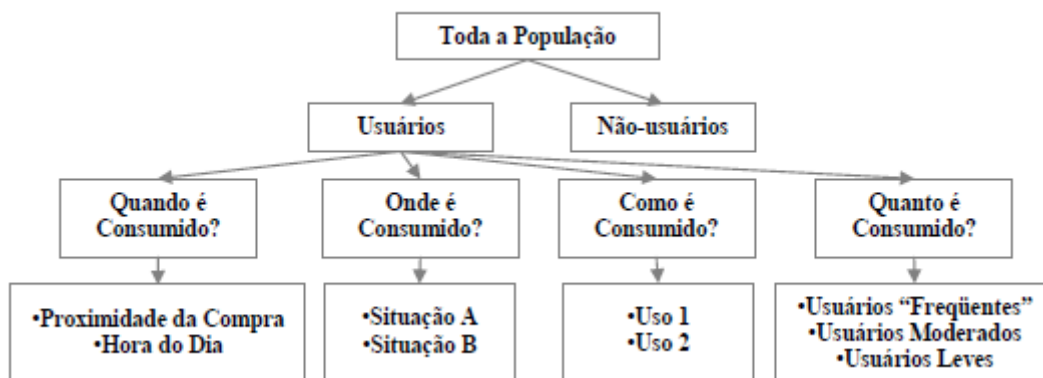 Toda a População
Usuários
Não-usuários
Quando é
Consumido?
Onde é
Consumido?
Como é
Consumido?
Quanto é
Consumido?
•Proximidade da Compra
•Hora do Dia
•Situação A
•Situação B
•Uso 1
•Uso 2
•Usuários “Freqüentes”
•Usuários Moderados
•Usuários Leves